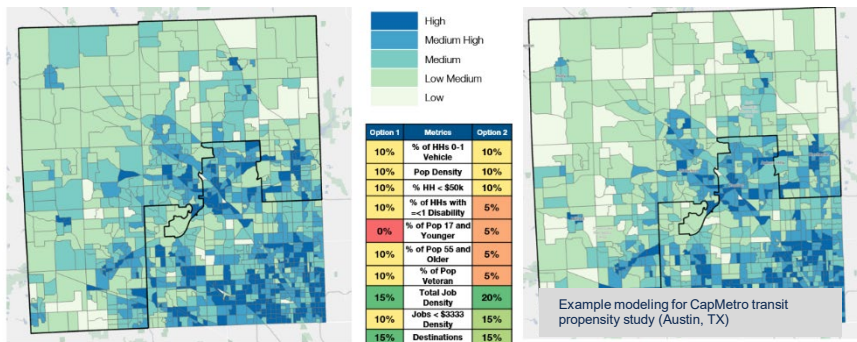 High
Medium High
Medium
Low Medium
Low
Option 1 Metrics Option 2
10% % of HHs 0-1 Vehicle 10%
10% Pop Density 10%
10% % HH < $50k 10%
10% % of HHs with =<1 Disability 5%
0% % of Pop 17 and Younger 5%
10% % of Pop 55 and Older 5%
10% % of Pop Veteran 5%
15% Total Job Density 20%
10% Jobs < $3333 Density 15%
15% Destinations 15%
Example modeling for CapMetro transit
propensity study (Austin, TX)